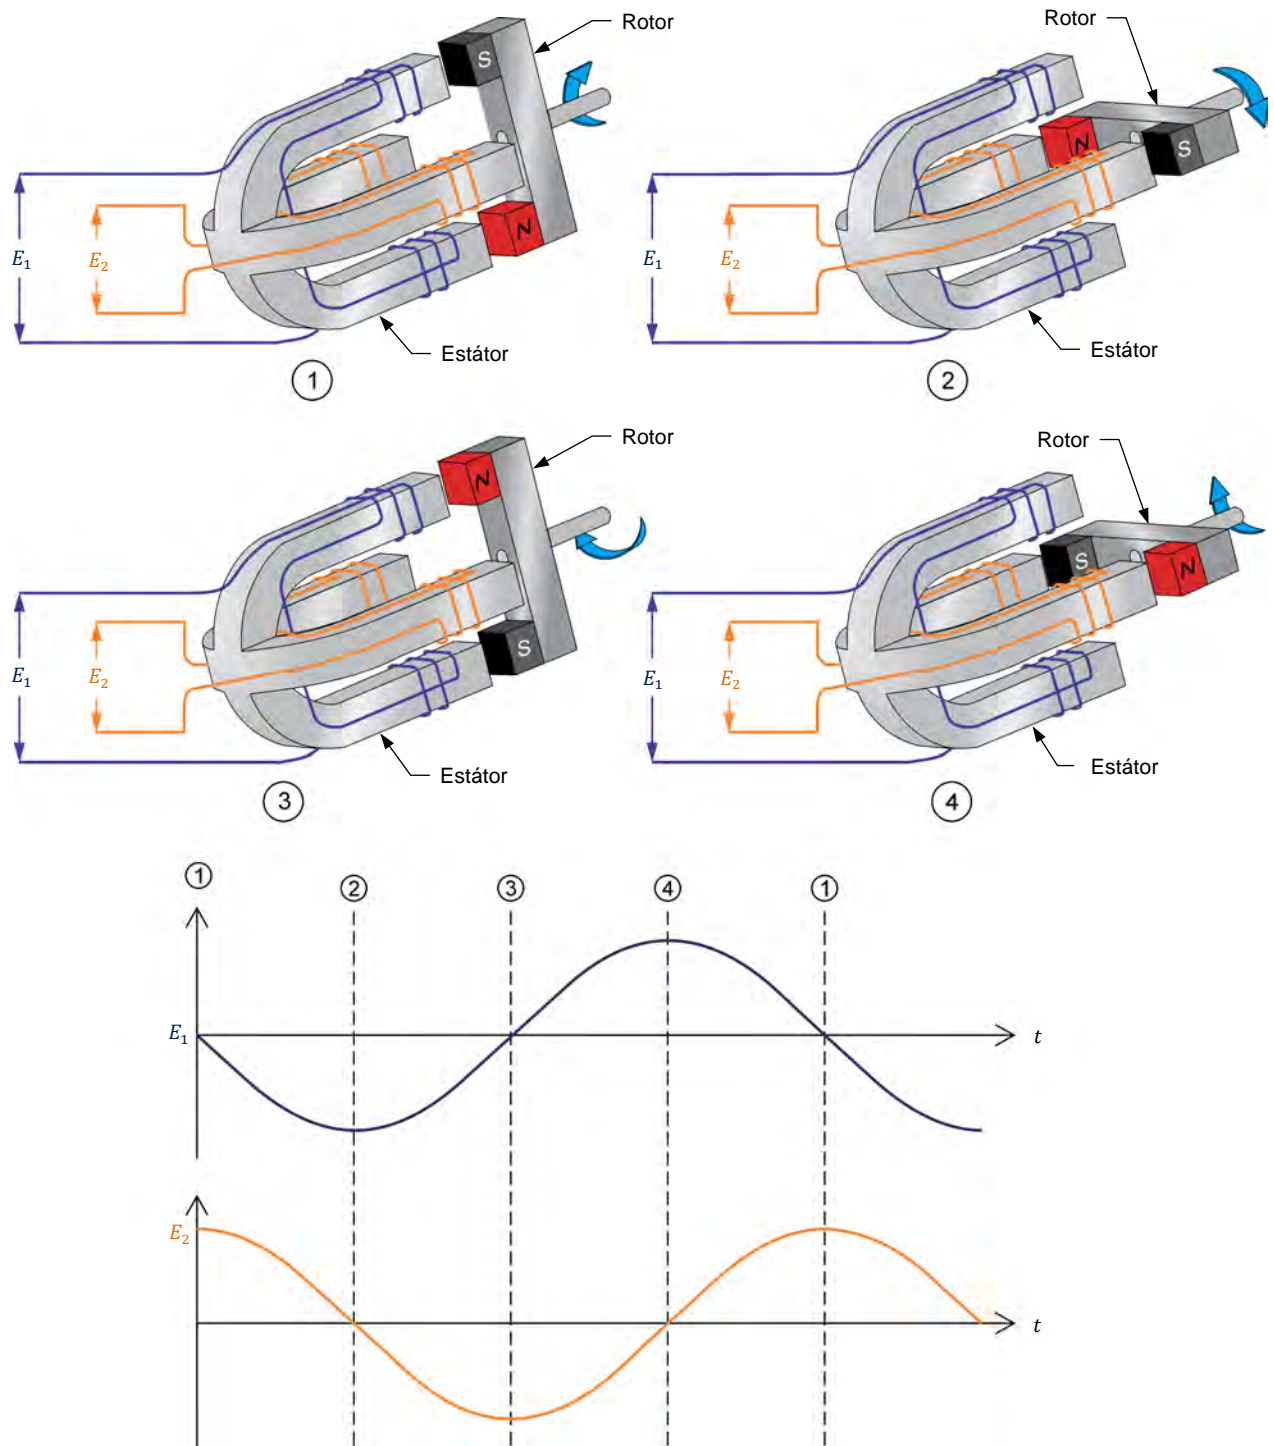 Rotor
S
N
E₁
E₂
Estátor
1
Rotor
N
S
E₁
E₂
Estátor
2
Rotor
N
S
E₁
E₂
Estátor
3
Rotor
S
N
E₁
E₂
Estátor
4
1 2 3 4 1
E₁
t
E₂
t